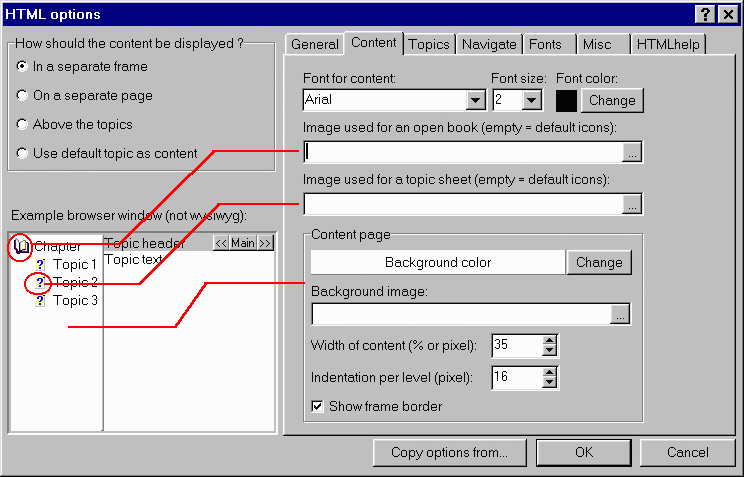 HTML options
How should the content be displayed ?
In a separate frame
On a separate page
Above the topics
Use default topic as content
Example browser window (not wysiwyg):
Chapter
Topic 1
Topic 2
Topic 3
Topic header
<< Main >>
Topic text
General Content Topics Navigate Fonts Misc HTMLhelp
Font for content: Font size: Font color:
Arial 2 Change
Image used for an open book (empty = default icons):
...
Image used for a topic sheet (empty = default icons):
...
Content page
Background color Change
Background image:
...
Width of content (% or pixel): 35
Indentation per level (pixel): 16
Show frame border
Copy options from... OK Cancel